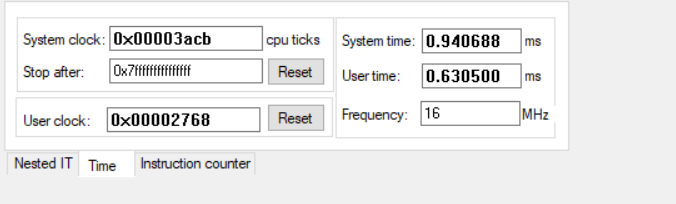 System clock: 0x00003acb cpu ticks System time: 0.940688 ms
Stop after: 0x7fffffffffffffff Reset User time: 0.630500 ms
User clock: 0x00002768 Reset Frequency: 16 MHz
Nested IT Time Instruction counter